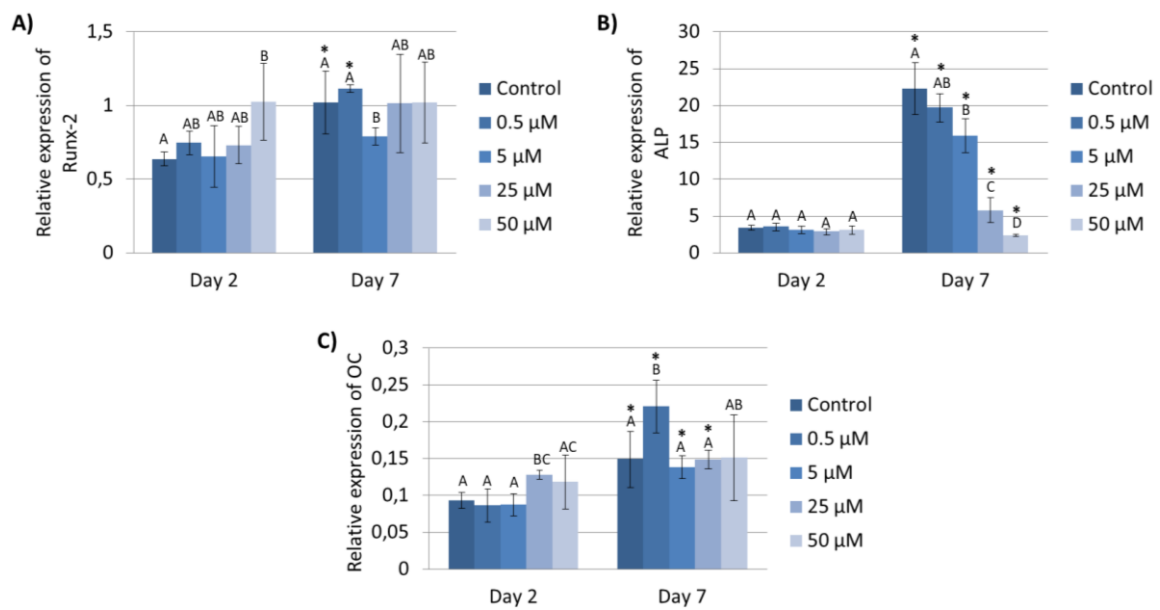 A)
Relative expression of
Runx-2
1,5
1
0,5
0
A
AB
AB
AB
B
*
A
*
A
B
AB
AB
Day 2
Day 7
Control
0.5 µM
5 µM
25 µM
50 µM
B)
Relative expression of
ALP
30
25
20
15
10
5
0
A
A
A
A
A
*
A
*
AB
*
B
*
C
*
D
Day 2
Day 7
Control
0.5 µM
5 µM
25 µM
50 µM
C)
Relative expression of OC
0,3
0,25
0,2
0,15
0,1
0,05
0
A
A
A
BC
AC
*
A
*
B
*
A
*
A
AB
Day 2
Day 7
Control
0.5 µM
5 µM
25 µM
50 µM